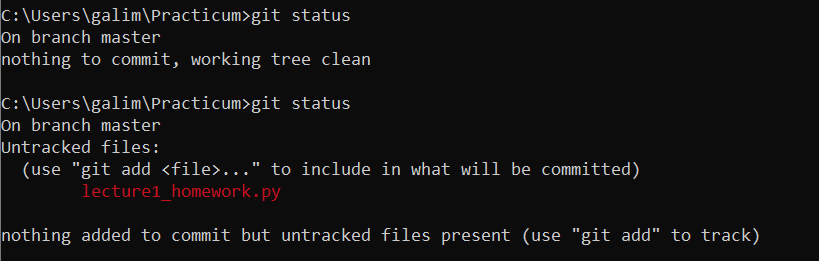 C:\Users\galim\Practicum>git status
On branch master
nothing to commit, working tree clean
C:\Users\galim\Practicum>git status
On branch master
Untracked files:
  (use "git add <file>..." to include in what will be committed)
        lecture1_homework.py
nothing added to commit but untracked files present (use "git add" to track)